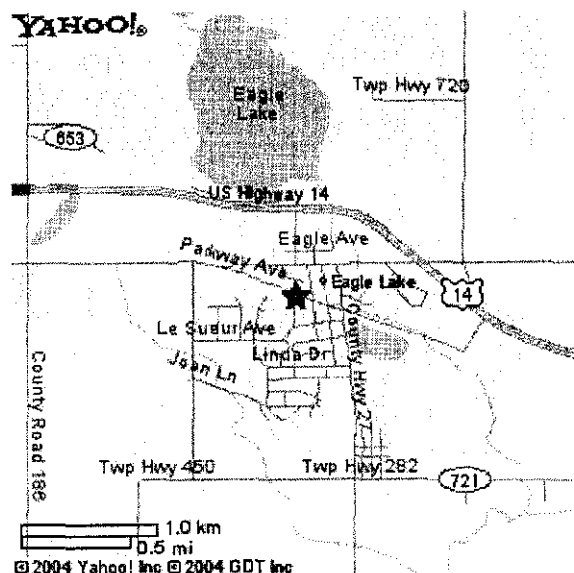 YAHOO!®
Eagle
Lake
Twp Hwy 720
653
US Highway 14
Eagle Ave
Parkway Ave
Eagle Lake
14
Le Sueur Ave
Linda Dr
Joan Ln
County Hwy 27
County Road 186
Twp Hwy 450
Twp Hwy 282
721
1.0 km
0.5 mi
© 2004 Yahoo! Inc © 2004 GDT Inc